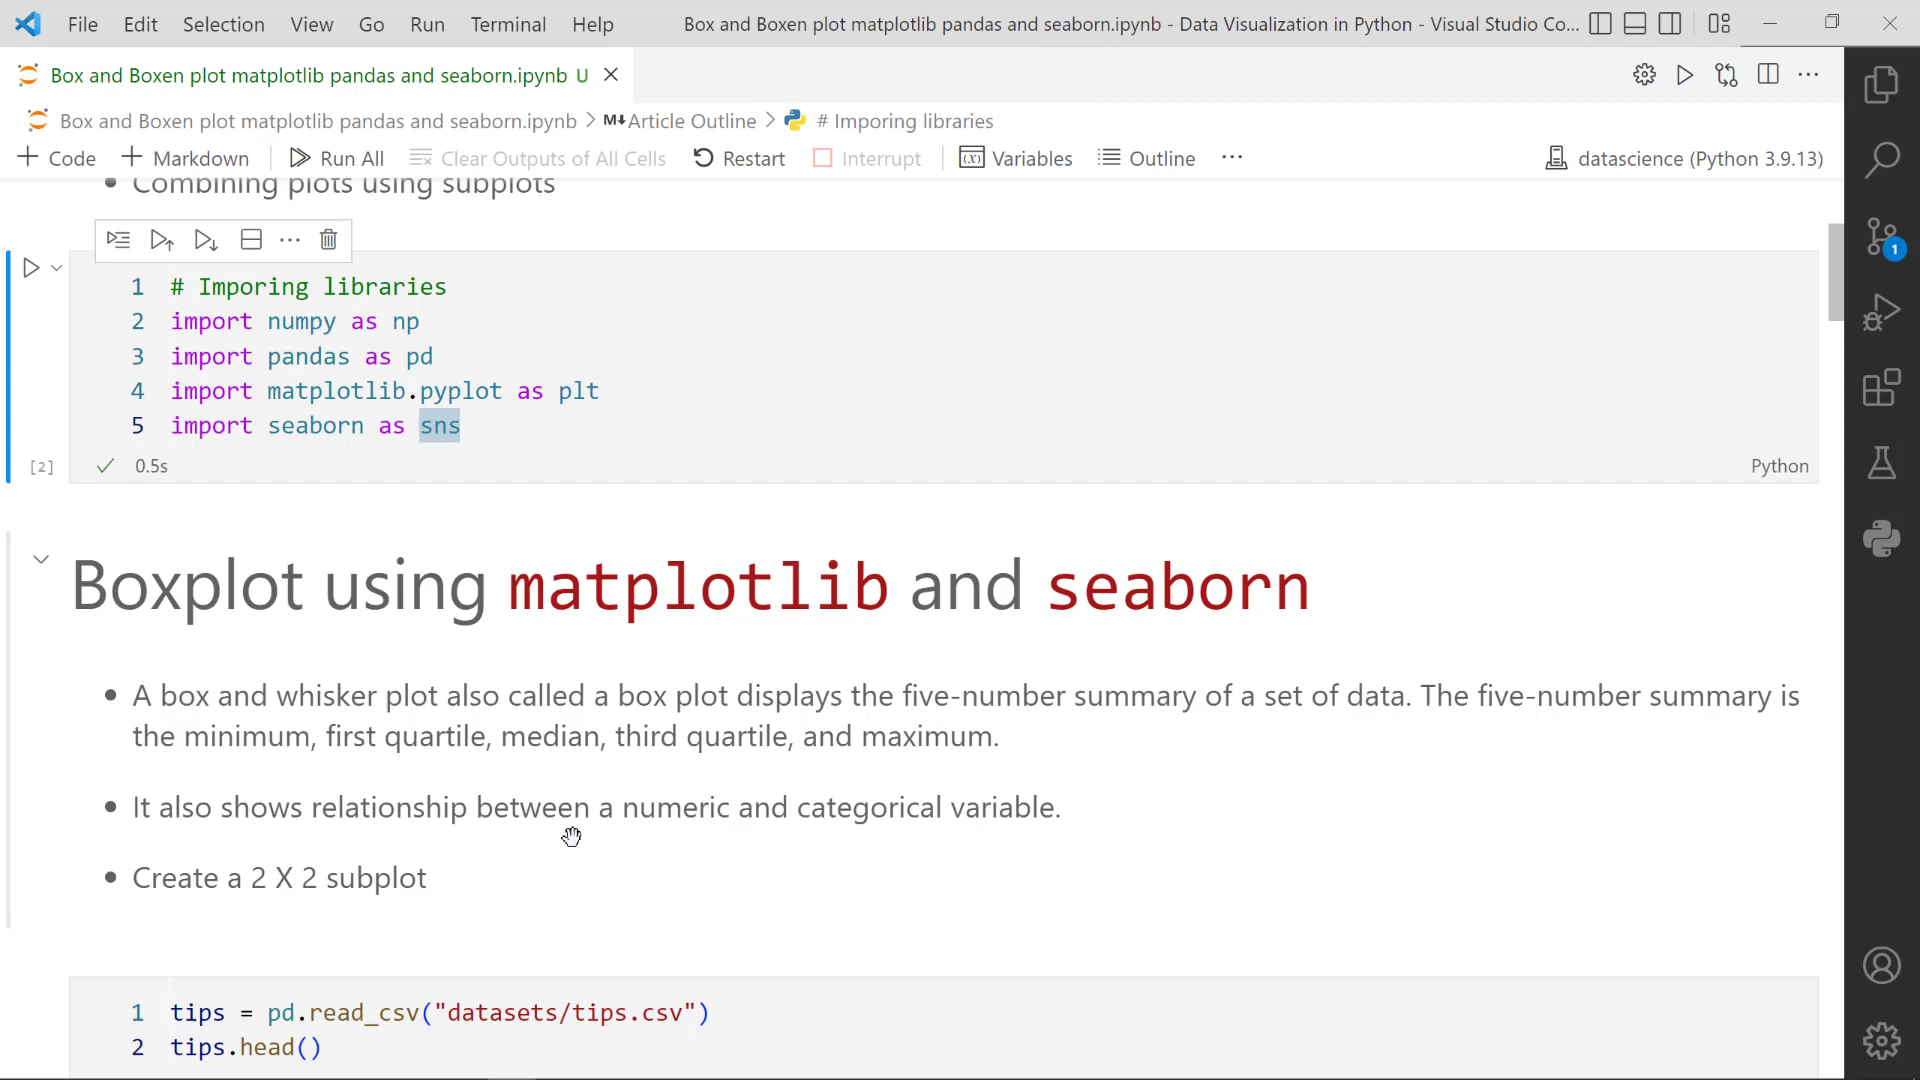 File Edit Selection View Go Run Terminal Help Box and Boxen plot matplotlib pandas and seaborn.ipynb - Data Visualization in Python - Visual Studio Co...
Box and Boxen plot matplotlib pandas and seaborn.ipynb U
Box and Boxen plot matplotlib pandas and seaborn.ipynb > M↓Article Outline > # Imporing libraries
+ Code + Markdown Run All Clear Outputs of All Cells Restart Interrupt Variables Outline ... datascience (Python 3.9.13)
• Combining plots using subplots
1 # Imporing libraries
2 import numpy as np
3 import pandas as pd
4 import matplotlib.pyplot as plt
5 import seaborn as sns
[2] ✓ 0.5s Python
Boxplot using matplotlib and seaborn
• A box and whisker plot also called a box plot displays the five-number summary of a set of data. The five-number summary is
the minimum, first quartile, median, third quartile, and maximum.
• It also shows relationship between a numeric and categorical variable.
• Create a 2 X 2 subplot
1 tips = pd.read_csv("datasets/tips.csv")
2 tips.head()
1